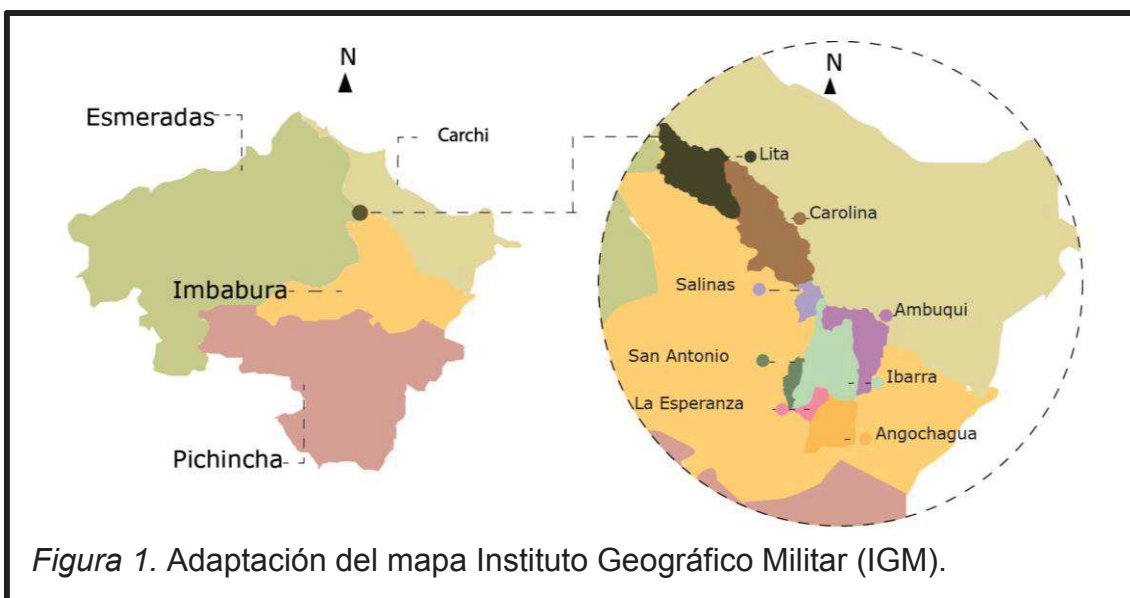 N
Esmeradas
Carchi
Imbabura
Pichincha
N
Lita
Carolina
Salinas
Ambuqui
San Antonio
Ibarra
La Esperanza
Angochagua
Figura 1. Adaptación del mapa Instituto Geográfico Militar (IGM).